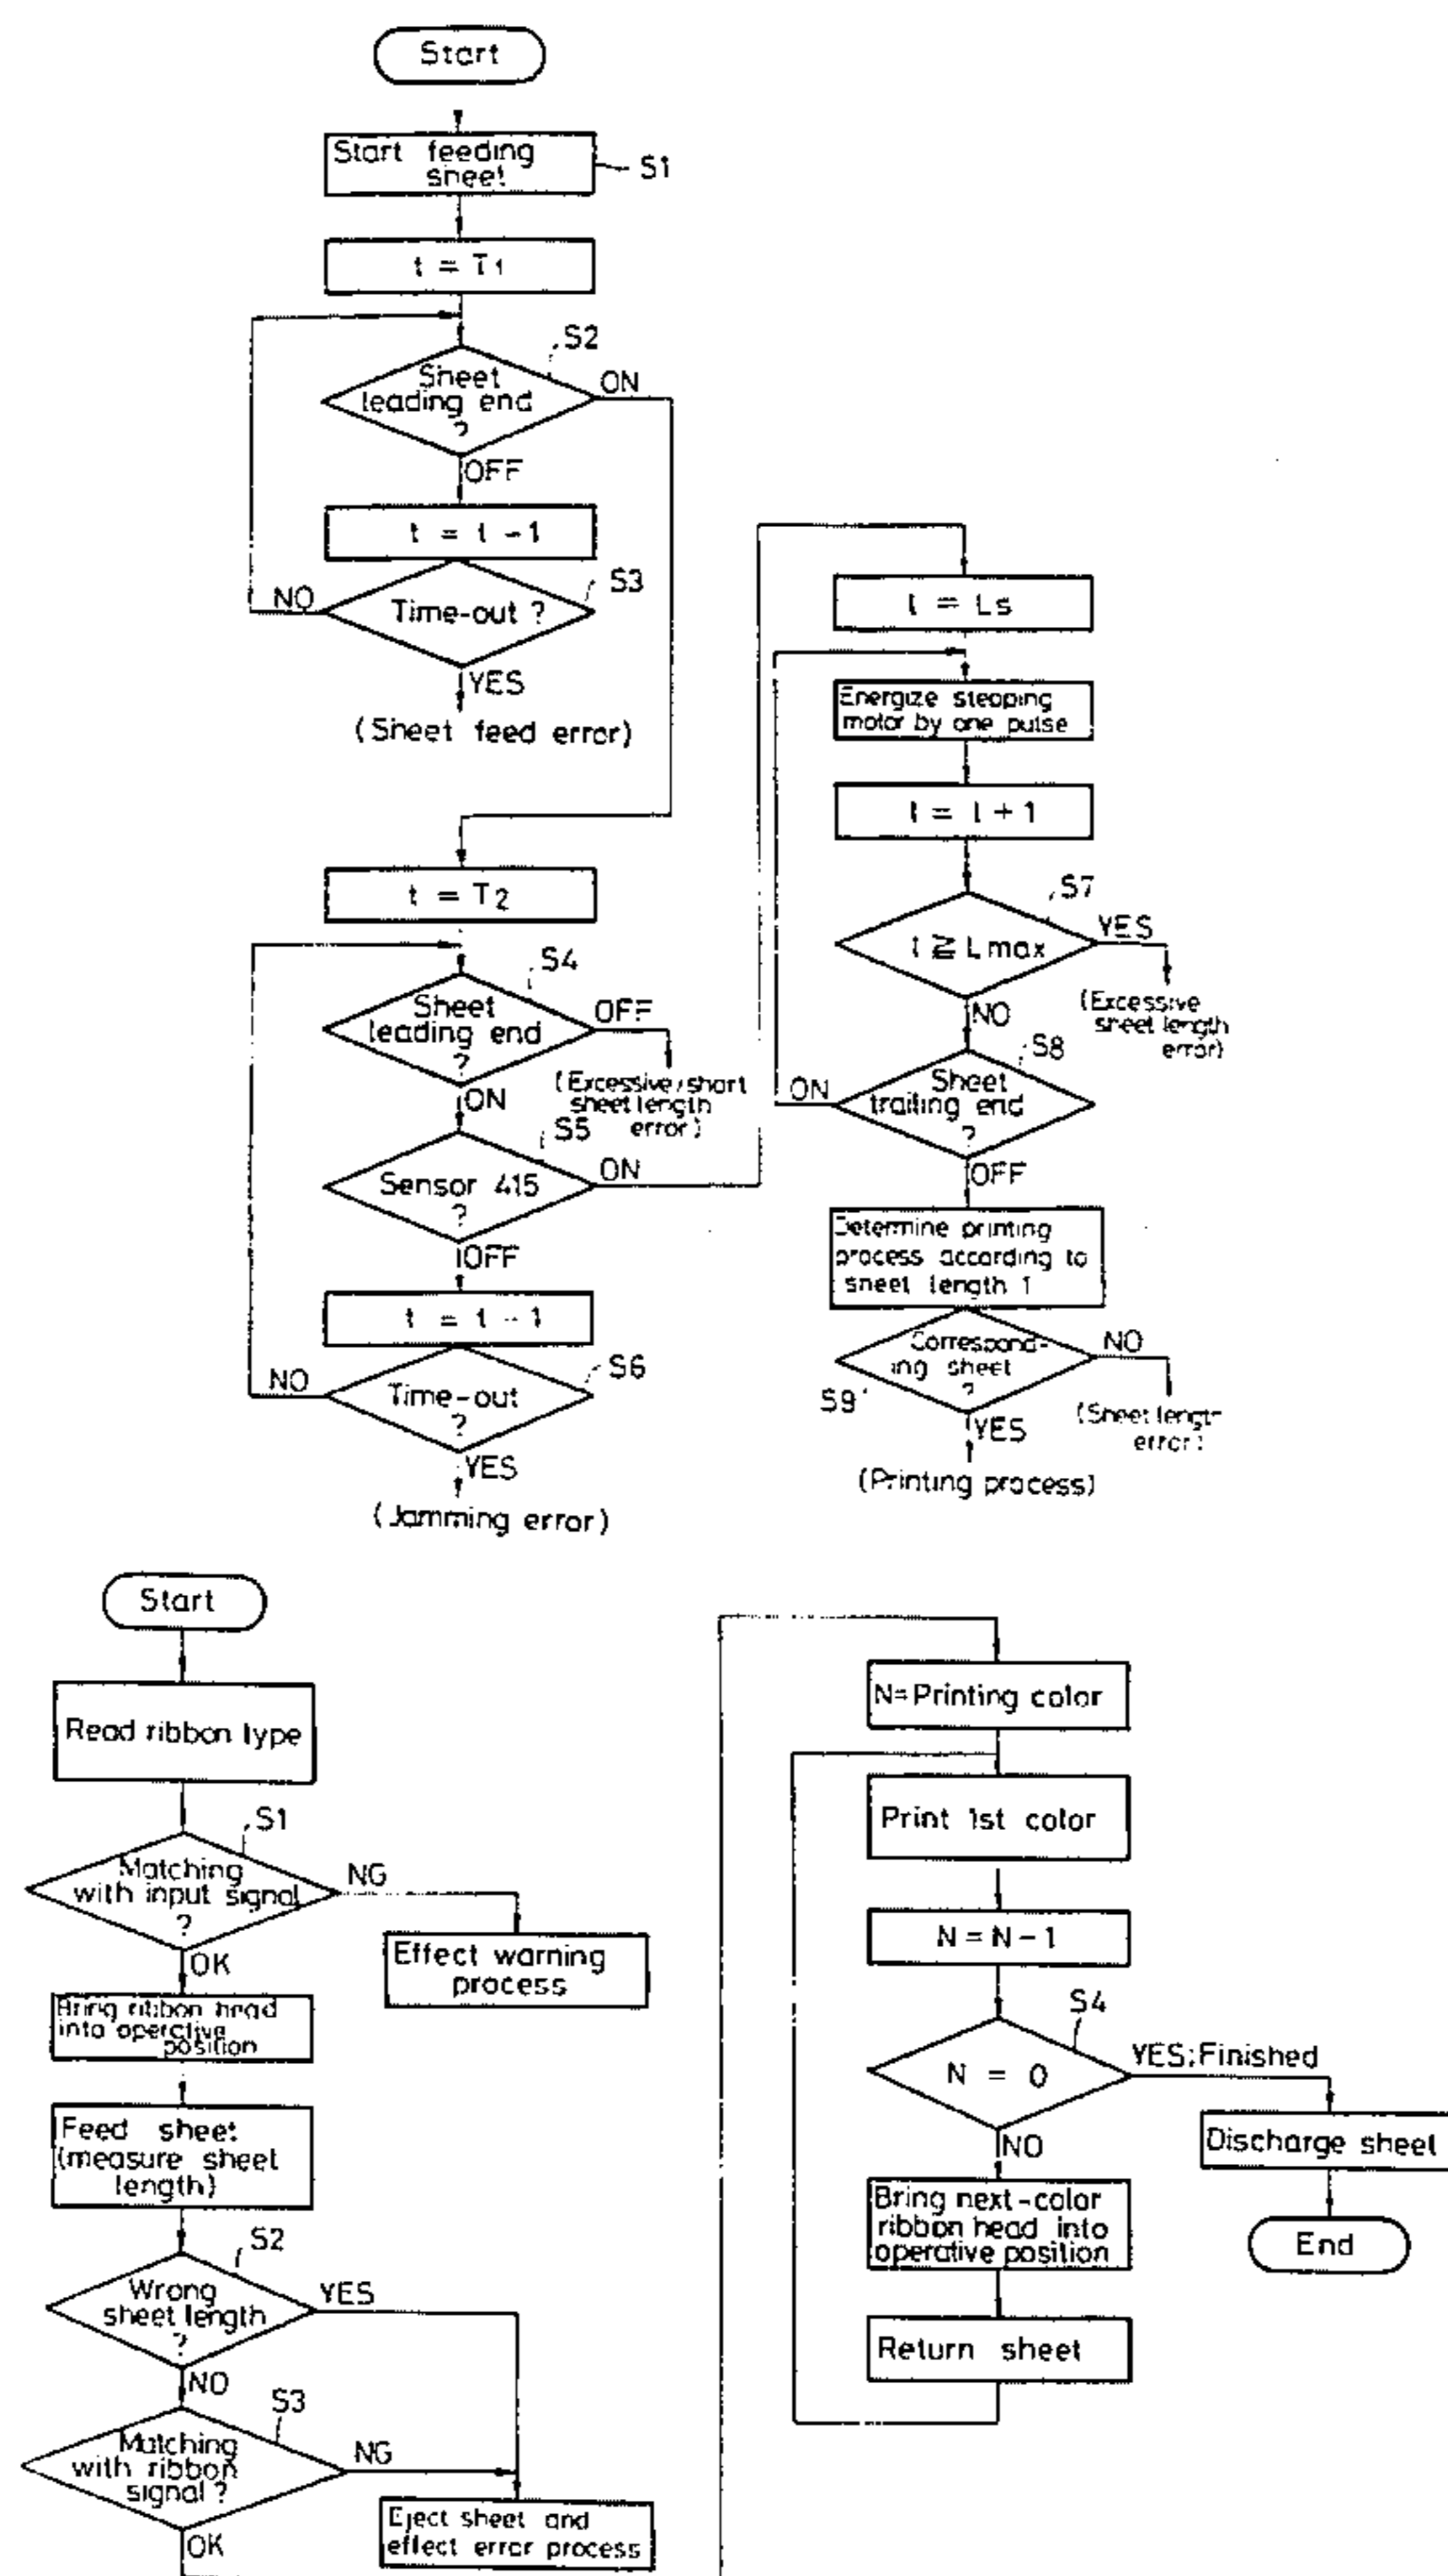 Start
Start feeding
sheet
S1
t = T1
S2
Sheet
leading end
?
ON
OFF
t = t - 1
S3
NO
Time-out ?
YES
(Sheet feed error)
t = T2
S4
Sheet
leading end
?
OFF
(Excessive/short
sheet length
error)
ON
S5
Sensor 415
?
ON
OFF
t = t - 1
S6
NO
Time-out
?
YES
(Jamming error)
l = Ls
Energize stepping
motor by one pulse
l = l + 1
S7
l ≧ Lmax
YES
(Excessive
sheet length
error)
NO
S8
Sheet
trailing end
?
ON
OFF
Determine printing
process according to
sheet length l
Correspond-
ing sheet
?
NO
S9
(Sheet length
error)
YES
(Printing process)
Start
Read ribbon type
S1
Matching
with input signal
?
NG
Effect warning
process
OK
Bring ribbon head
into operative
position
Feed sheet
(measure sheet
length)
S2
Wrong
sheet length
?
YES
NO
S3
Matching
with ribbon
signal?
NG
Eject sheet and
effect error process
OK
N=Printing color
Print 1st color
N = N - 1
S4
N = 0
YES; Finished
NO
Discharge sheet
Bring next-color
ribbon head into
operative position
End
Return sheet